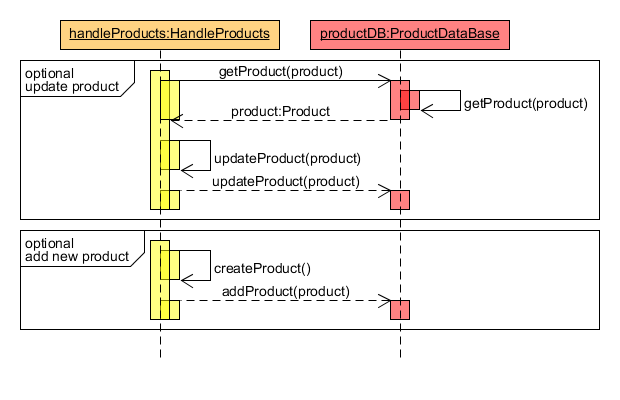 handleProducts:HandleProducts
productDB:ProductDataBase
optional
update product
getProduct(product)
getProduct(product)
product:Product
updateProduct(product)
updateProduct(product)
optional
add new product
createProduct()
addProduct(product)